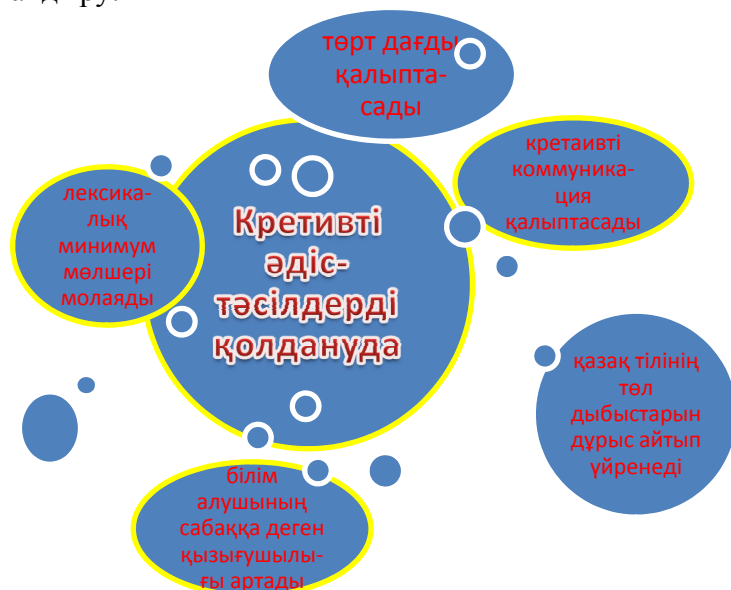 төрт дағды
қалыпта-
сады
кретаивті
коммуника-
ция
қалыптасады
лексика-
лық
минимум
мөлшері
молаяды
Кретивті
әдіс-
тәсілдерді
қолдануда
қазақ тілінің
төл
дыбыстарын
дұрыс айтып
үйренеді
білім
алушының
сабаққа деген
қызығушылы-
ғы артады